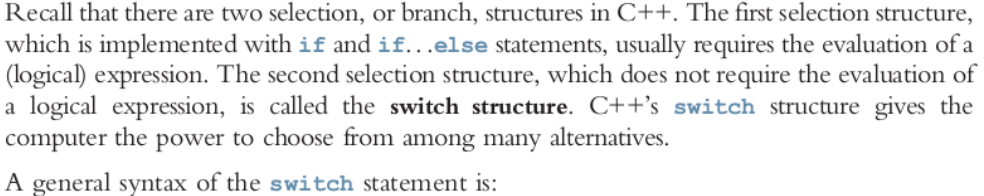 Recall that there are two selection, or branch, structures in C++. The first selection structure,
which is implemented with if and if...else statements, usually requires the evaluation of a
(logical) expression. The second selection structure, which does not require the evaluation of
a logical expression, is called the switch structure. C++'s switch structure gives the
computer the power to choose from among many alternatives.
A general syntax of the switch statement is: